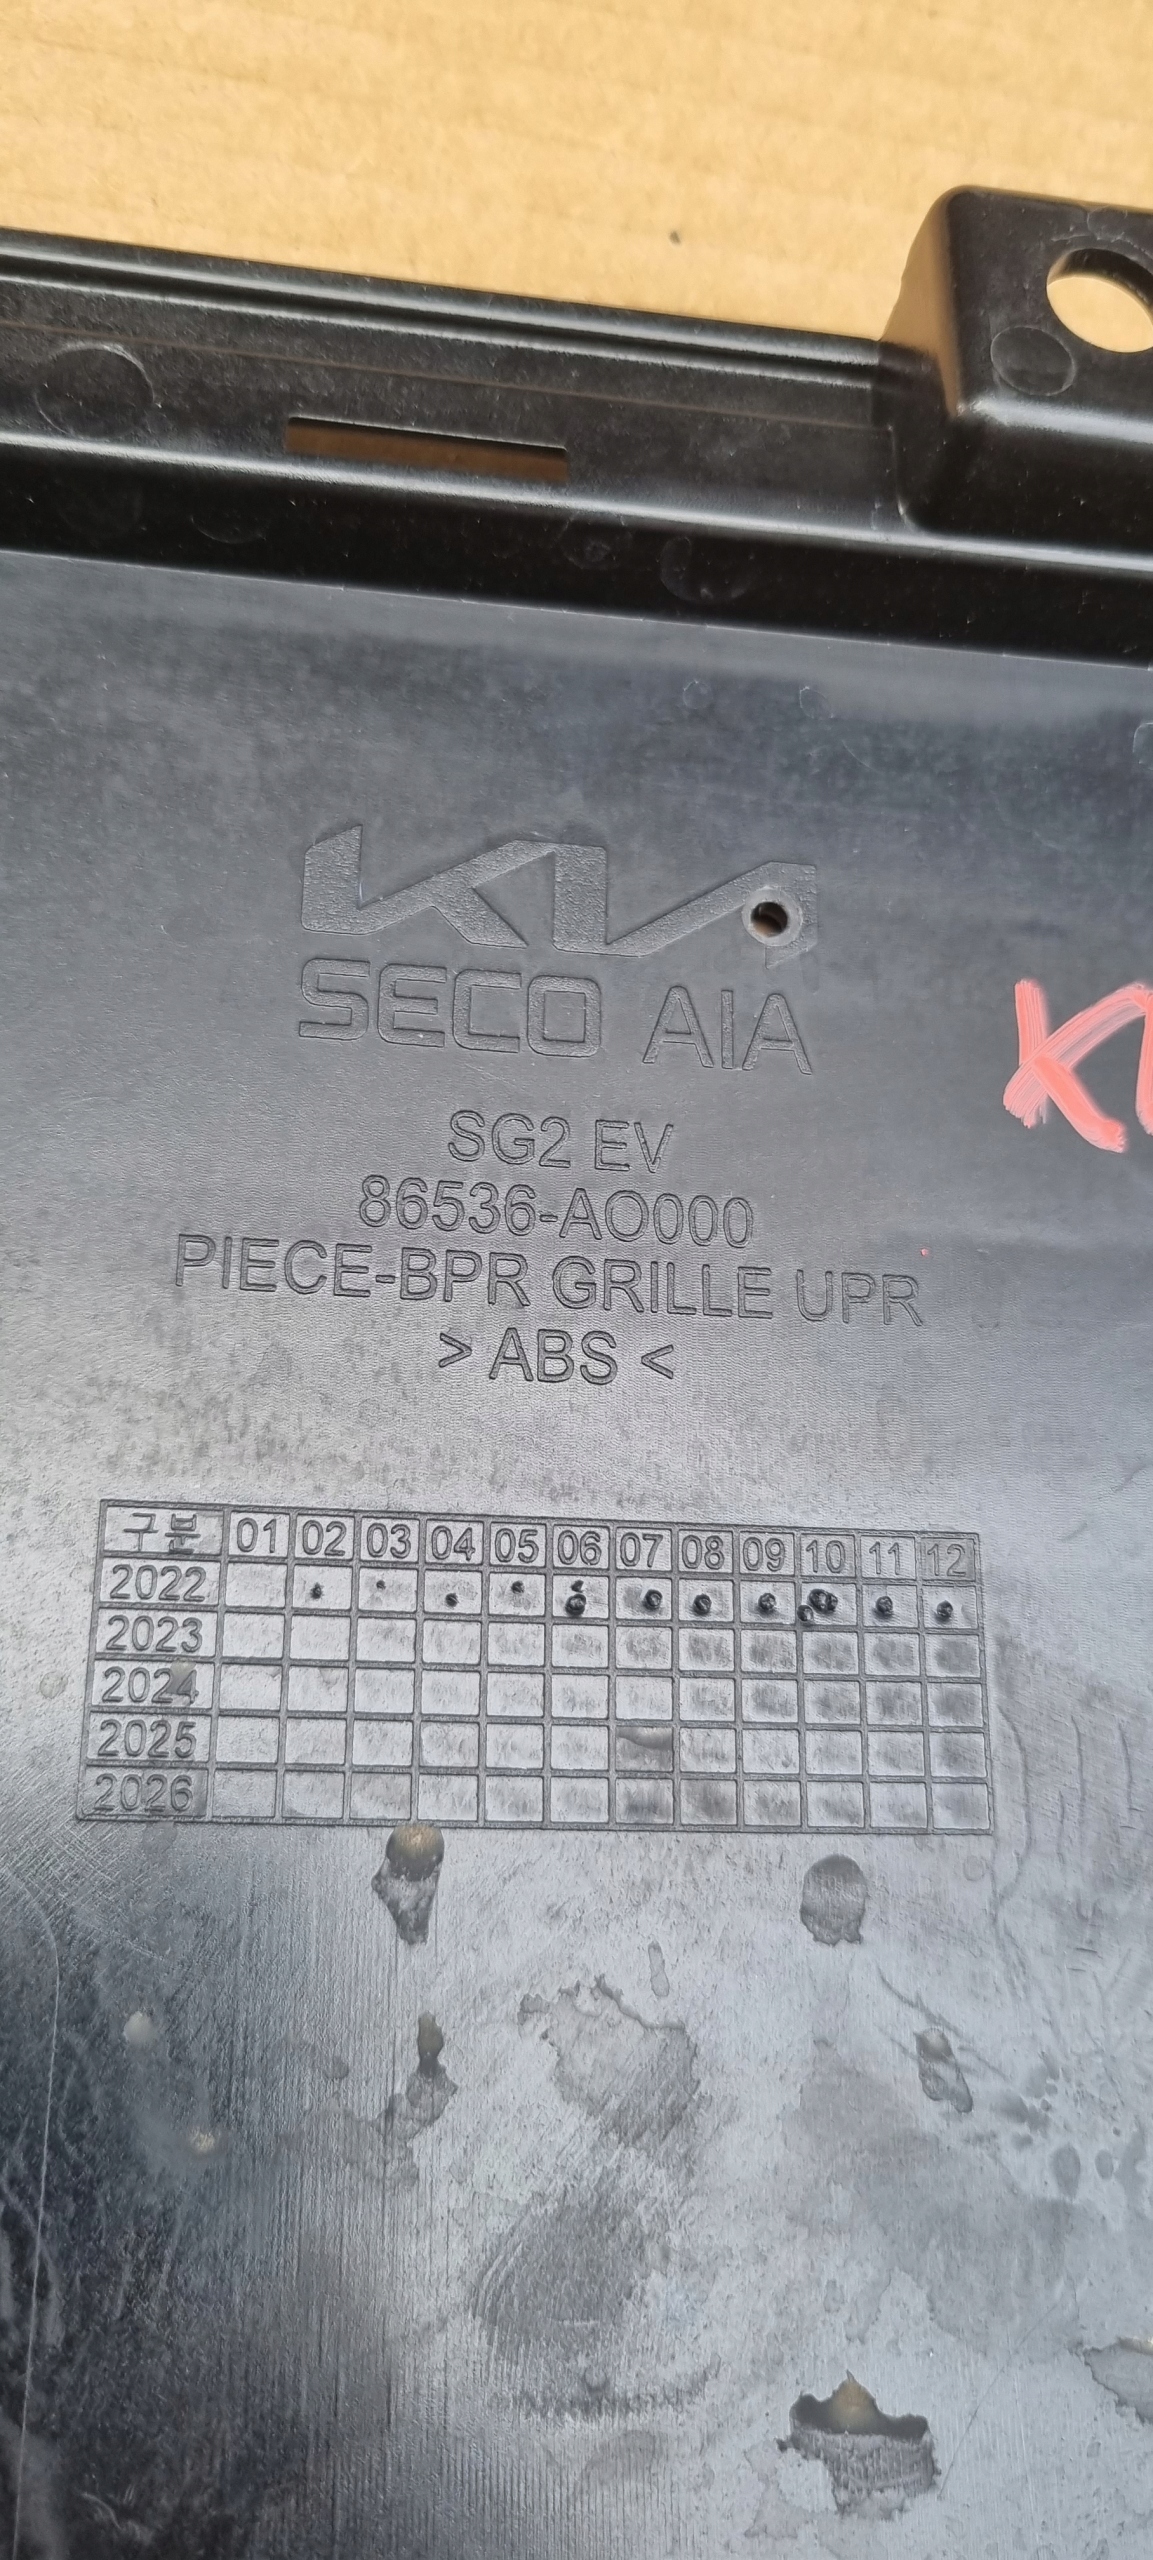 KIA
SECO AIA
SG2 EV
86536-AO000
PIECE-BPR GRILLE UPR
> ABS <
구분 01 02 03 04 05 06 07 08 09 10 11 12
2022
2023
2024
2025
2026